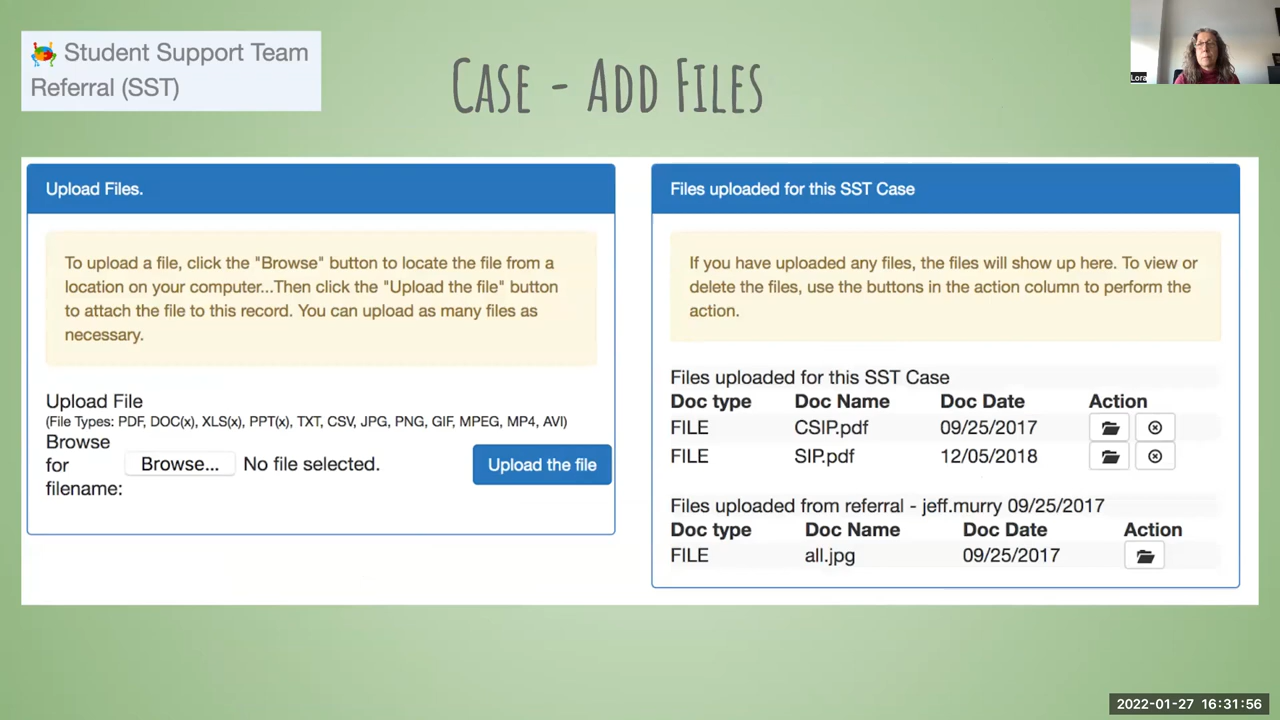 Student Support Team
Referral (SST)
CASE - ADD FILES
Lora
Upload Files.
To upload a file, click the "Browse" button to locate the file from a
location on your computer...Then click the "Upload the file" button
to attach the file to this record. You can upload as many files as
necessary.
Upload File
(File Types: PDF, DOC(x), XLS(x), PPT(x), TXT, CSV, JPG, PNG, GIF, MPEG, MP4, AVI)
Browse
for
filename:
Browse... No file selected.
Upload the file
Files uploaded for this SST Case
If you have uploaded any files, the files will show up here. To view or
delete the files, use the buttons in the action column to perform the
action.
Files uploaded for this SST Case
Doc type Doc Name Doc Date Action
FILE CSIP.pdf 09/25/2017
FILE SIP.pdf 12/05/2018
Files uploaded from referral - jeff.murry 09/25/2017
Doc type Doc Name Doc Date Action
FILE all.jpg 09/25/2017
2022-01-27 16:31:56